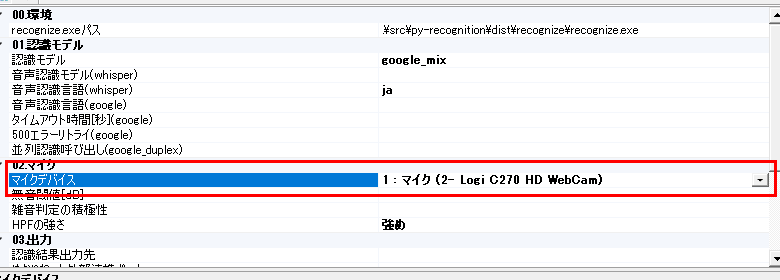 00.環境
recognize.exeパス .\src\py-recognition\dist\recognize\recognize.exe
01.認識モデル
認識モデル google_mix
音声認識モデル(whisper)
音声認識言語(whisper) ja
音声認識言語(google)
タイムアウト時間[秒](google)
500エラーリトライ(google)
並列認識呼び出し(google_duplex)
02.マイク
マイクデバイス 1 : マイク (2- Logi C270 HD WebCam)
無音閾値[dB]
雑音判定の積極性
HPFの強さ 強め
03.出力
認識結果出力先
マイクデバイス